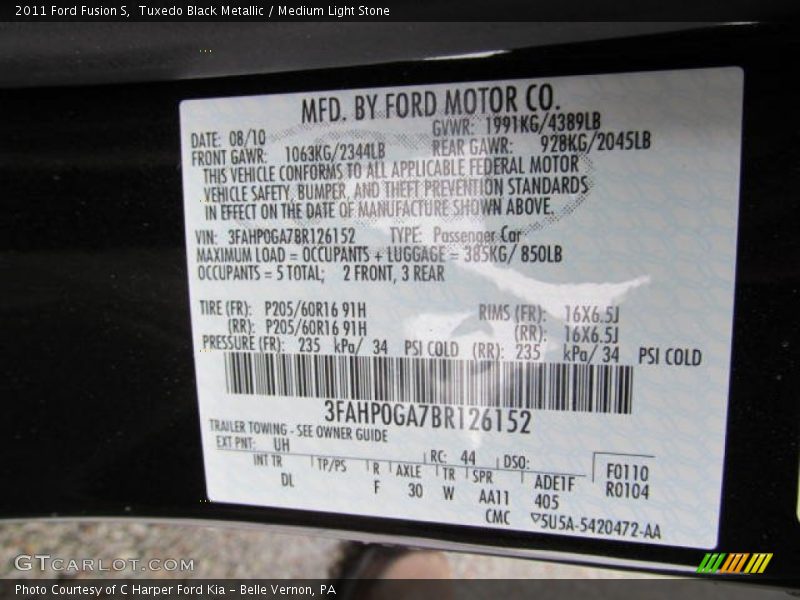 2011 Ford Fusion S,  Tuxedo Black Metallic / Medium Light Stone
MFD. BY FORD MOTOR CO.
DATE: 08/10 GVWR: 1991KG/4389LB
FRONT GAWR: 1063KG/2344LB REAR GAWR: 928KG/2045LB
THIS VEHICLE CONFORMS TO ALL APPLICABLE FEDERAL MOTOR
VEHICLE SAFETY, BUMPER, AND THEFT PREVENTION STANDARDS
IN EFFECT ON THE DATE OF MANUFACTURE SHOWN ABOVE.
VIN: 3FAHP0GA7BR126152 TYPE: Passenger Car
MAXIMUM LOAD = OCCUPANTS + LUGGAGE = 385KG/ 850LB
OCCUPANTS = 5 TOTAL; 2 FRONT, 3 REAR
TIRE (FR): P205/60R16 91H RIMS (FR): 16X6.5J
(RR): P205/60R16 91H (RR): 16X6.5J
PRESSURE (FR): 235 kPa/ 34 PSI COLD (RR): 235 kPa/ 34 PSI COLD
3FAHP0GA7BR126152
TRAILER TOWING - SEE OWNER GUIDE
EXT PNT: UH RC: 44 DSO: F0110
INT TR TP/PS R AXLE TR SPR ADE1F R0104
DL F 30 W AA11 405
CMC ▽5U5A-5420472-AA
GTCARLOT.COM
Photo Courtesy of C Harper Ford Kia – Belle Vernon, PA